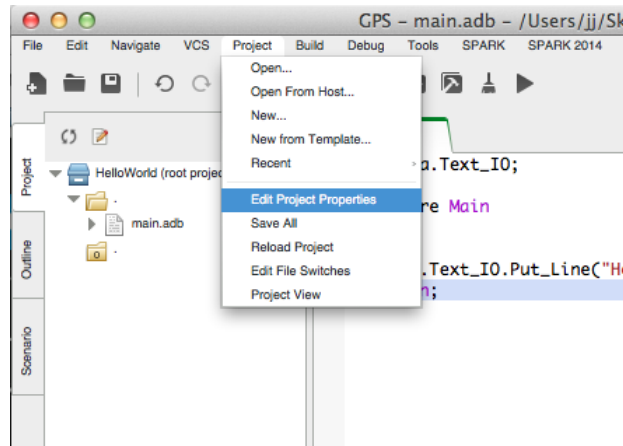 GPS – main.adb – /Users/jj/Sk
File Edit Navigate VCS Project Build Debug Tools SPARK SPARK 2014
Open...
Open From Host...
New...
New from Template...
Recent
Edit Project Properties
Save All
Reload Project
Edit File Switches
Project View
Project
Outline
Scenario
HelloWorld (root projec
.
main.adb
.
a.Text_IO;
re Main
.Text_IO.Put_Line("H
;